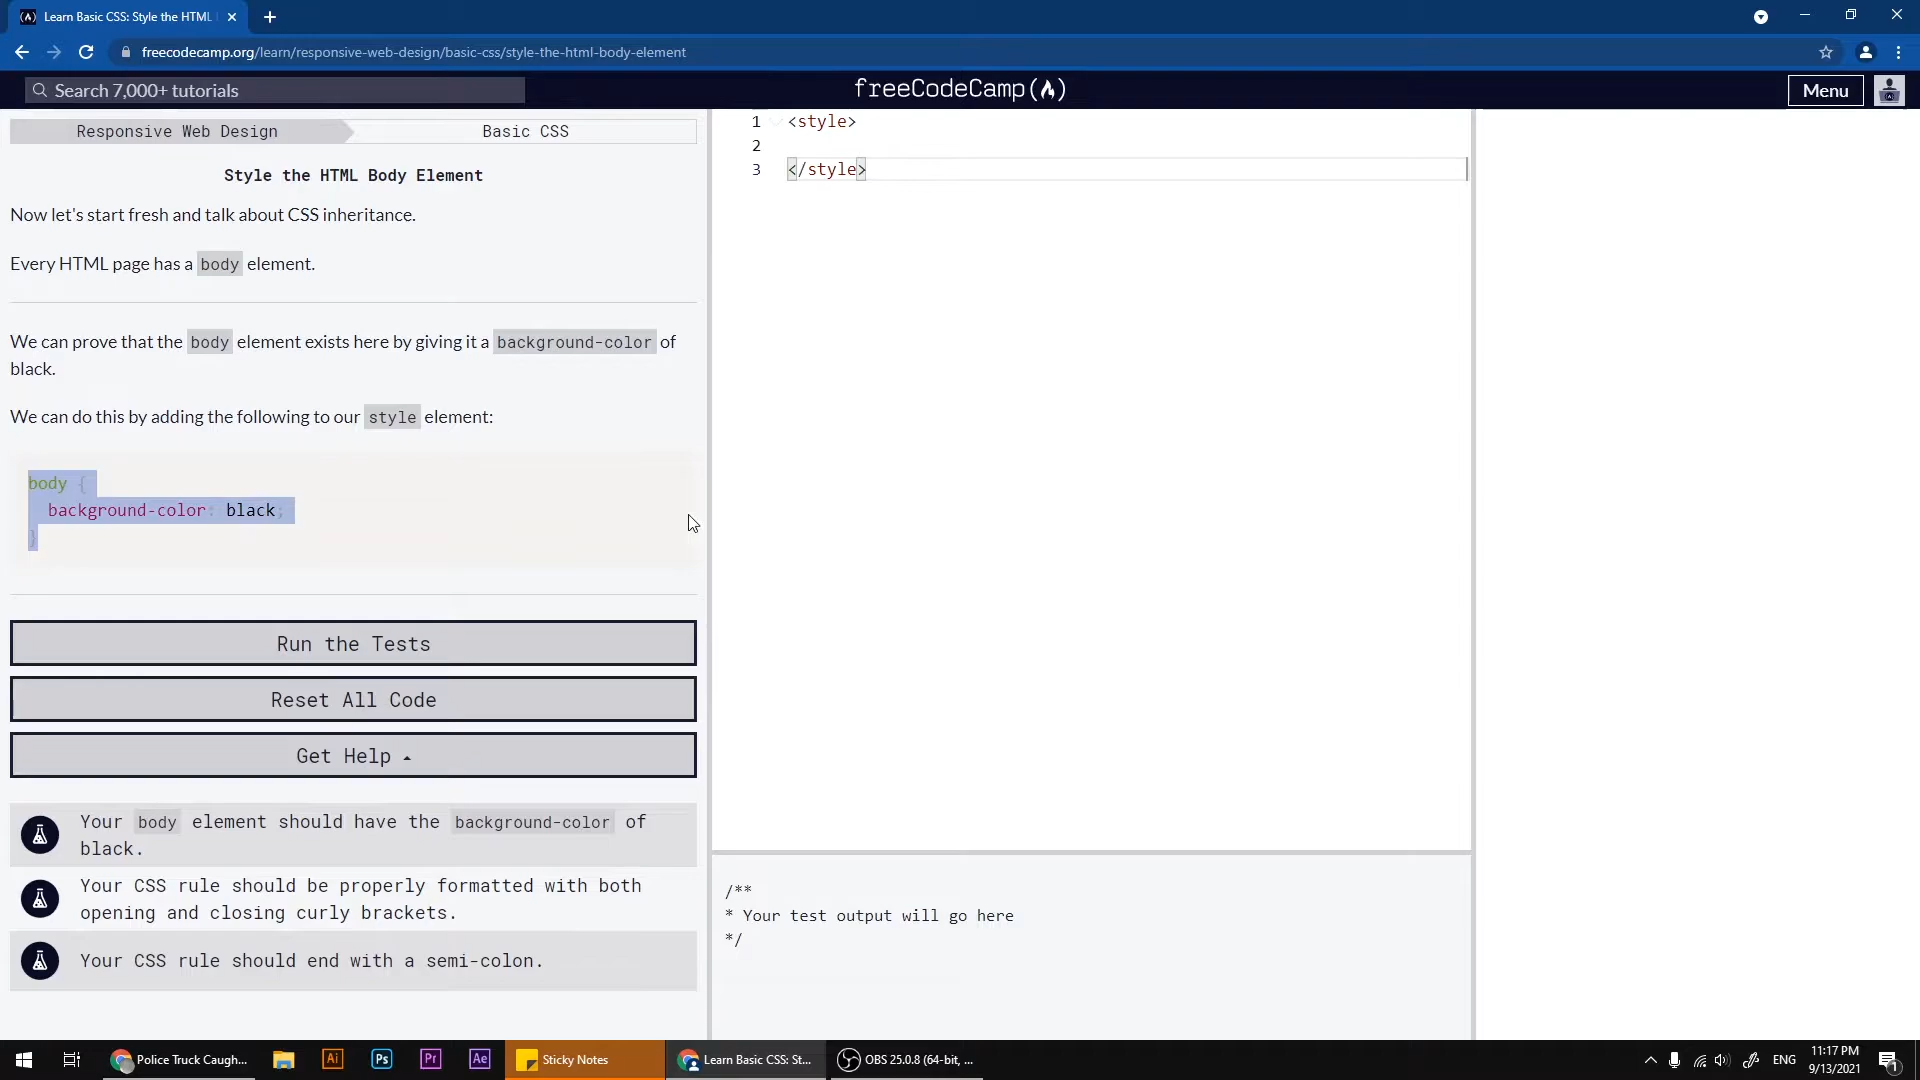 Learn Basic CSS: Style the HTML
freecodecamp.org/learn/responsive-web-design/basic-css/style-the-html-body-element
Search 7,000+ tutorials
freeCodeCamp
Menu
Responsive Web Design
Basic CSS
Style the HTML Body Element
Now let's start fresh and talk about CSS inheritance.
Every HTML page has a body element.
We can prove that the body element exists here by giving it a background-color of
black.
We can do this by adding the following to our style element:
body {
background-color: black;
}
Run the Tests
Reset All Code
Get Help
Your body element should have the background-color of
black.
Your CSS rule should be properly formatted with both
opening and closing curly brackets.
Your CSS rule should end with a semi-colon.
1 <style>
2
3 </style>
/**
* Your test output will go here
*/
Police Truck Caugh...
Ai
Ps
Pr
Ae
Sticky Notes
Learn Basic CSS: St...
OBS 25.0.8 (64-bit, ...
ENG
11:17 PM
9/13/2021
1